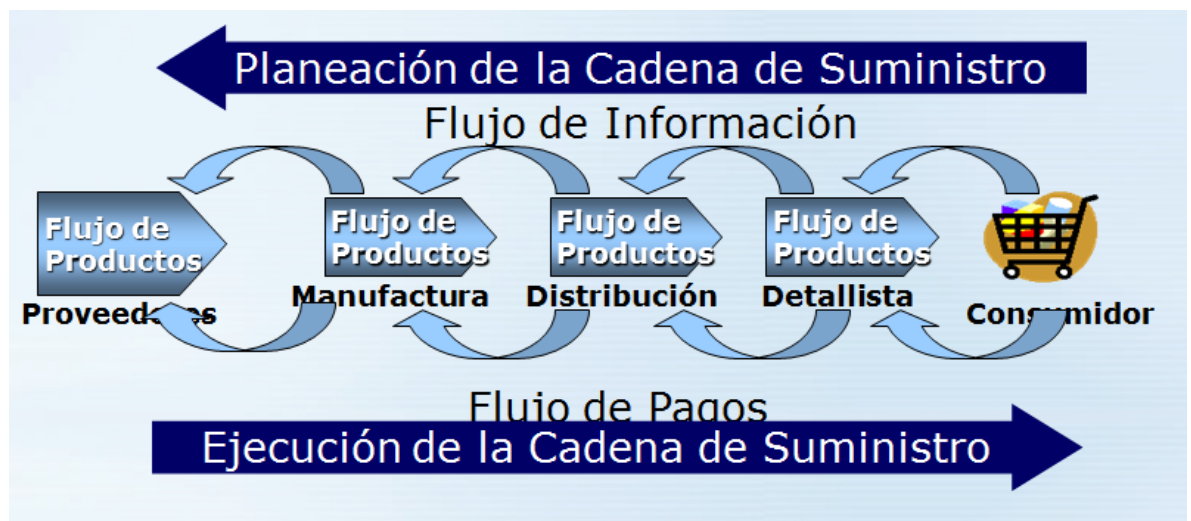 Planeación de la Cadena de Suministro
Flujo de Información
Flujo de
Productos
Proveedores
Flujo de
Productos
Manufactura
Flujo de
Productos
Distribución
Flujo de
Productos
Detallista
Consumidor
Flujo de Pagos
Ejecución de la Cadena de Suministro